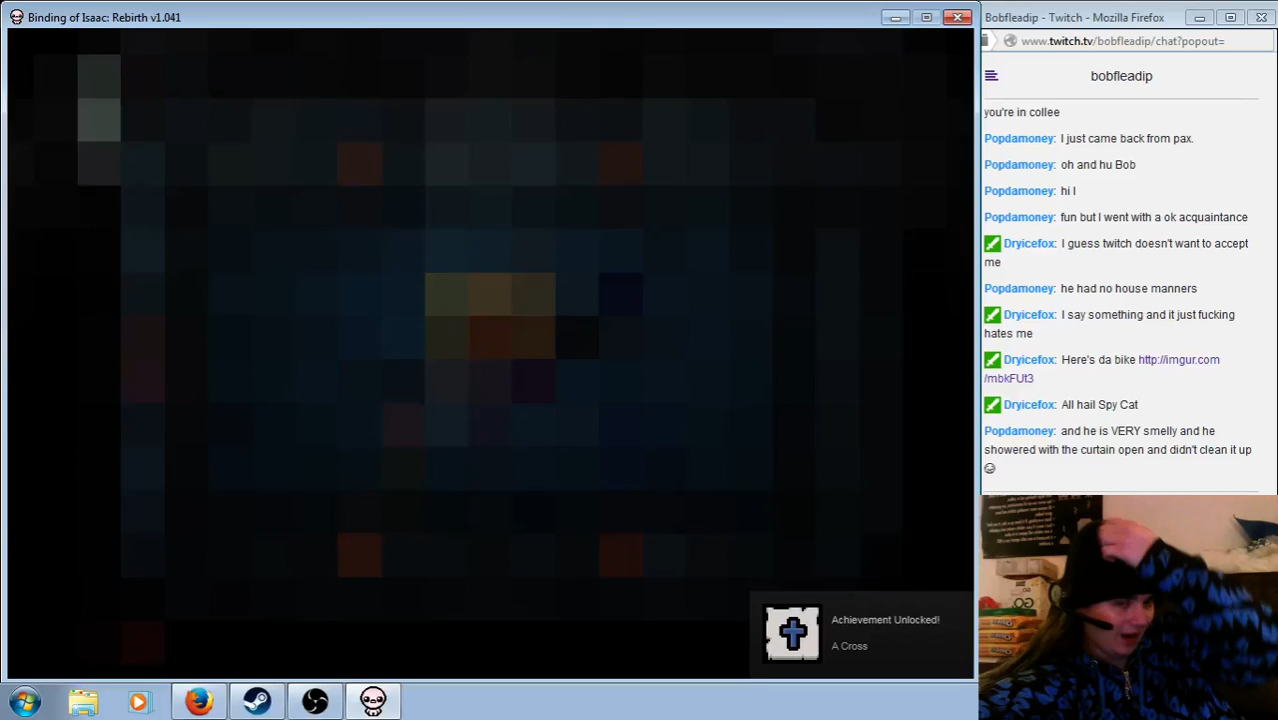 Binding of Isaac: Rebirth v1.041
Bobfleadip - Twitch - Mozilla Firefox
www.twitch.tv/bobfleadip/chat?popout=
bobfleadip
you're in collee
Popdamoney: I just came back from pax.
Popdamoney: oh and hu Bob
Popdamoney: hi I
Popdamoney: fun but I went with a ok acquaintance
Dryicefox: I guess twitch doesn't want to accept
me
Popdamoney: he had no house manners
Dryicefox: I say something and it just fucking
hates me
Dryicefox: Here's da bike http://imgur.com
/mbkFUt3
Dryicefox: All hail Spy Cat
Popdamoney: and he is VERY smelly and he
showered with the curtain open and didn't clean it up
Achievement Unlocked!
A Cross